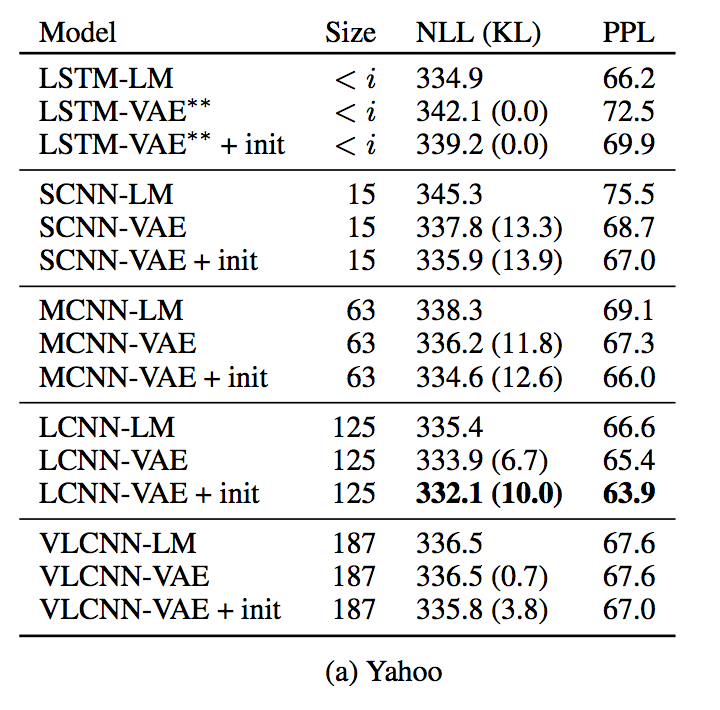 Model Size NLL (KL) PPL
LSTM-LM < i 334.9 66.2
LSTM-VAE** < i 342.1 (0.0) 72.5
LSTM-VAE** + init < i 339.2 (0.0) 69.9
SCNN-LM 15 345.3 75.5
SCNN-VAE 15 337.8 (13.3) 68.7
SCNN-VAE + init 15 335.9 (13.9) 67.0
MCNN-LM 63 338.3 69.1
MCNN-VAE 63 336.2 (11.8) 67.3
MCNN-VAE + init 63 334.6 (12.6) 66.0
LCNN-LM 125 335.4 66.6
LCNN-VAE 125 333.9 (6.7) 65.4
LCNN-VAE + init 125 332.1 (10.0) 63.9
VLCNN-LM 187 336.5 67.6
VLCNN-VAE 187 336.5 (0.7) 67.6
VLCNN-VAE + init 187 335.8 (3.8) 67.0
(a) Yahoo